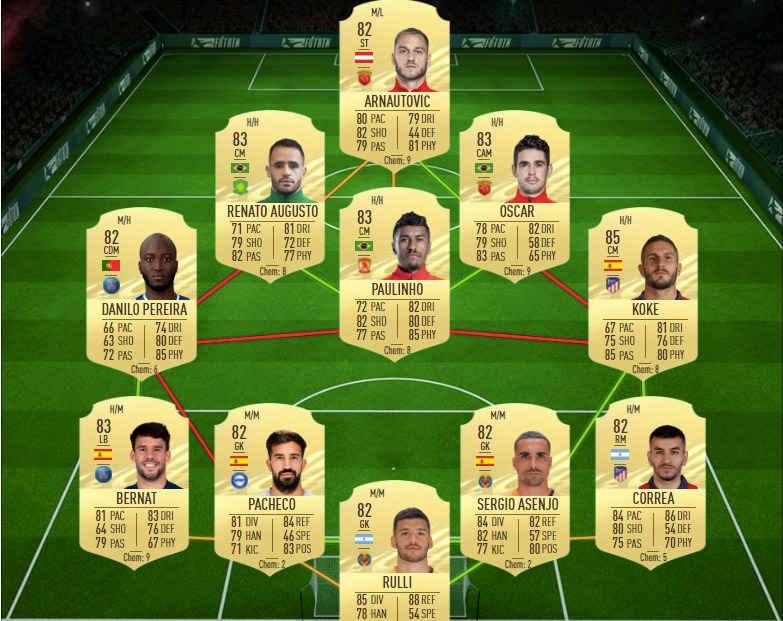 M/L
82
ST
ARNAUTOVIC
80 PAC 79 DRI
82 SHO 44 DEF
79 PAS 81 PHY
Chem: 9
H/H
83
CM
RENATO AUGUSTO
71 PAC 81 DRI
79 SHO 72 DEF
82 PAS 77 PHY
Chem: 8
H/H
83
CAM
OSCAR
78 PAC 82 DRI
79 SHO 58 DEF
83 PAS 65 PHY
Chem: 9
H/H
83
CM
PAULINHO
72 PAC 82 DRI
82 SHO 80 DEF
77 PAS 85 PHY
Chem: 8
M/H
82
CDM
DANILO PEREIRA
66 PAC 74 DRI
63 SHO 80 DEF
72 PAS 85 PHY
Chem: 6
H/H
85
CM
KOKE
67 PAC 81 DRI
75 SHO 76 DEF
85 PAS 80 PHY
Chem: 8
H/M
83
LB
BERNAT
81 PAC 83 DRI
64 SHO 76 DEF
79 PAS 67 PHY
Chem: 9
M/M
82
GK
PACHECO
81 DIV 84 REF
79 HAN 46 SPE
71 KIC 83 POS
Chem: 2
M/M
82
GK
SERGIO ASENJO
84 DIV 82 REF
82 HAN 57 SPE
77 KIC 80 POS
Chem: 2
H/M
82
RM
CORREA
84 PAC 86 DRI
80 SHO 54 DEF
75 PAS 70 PHY
Chem: 5
M/M
82
GK
RULLI
85 DIV 88 REF
78 HAN 54 SPE